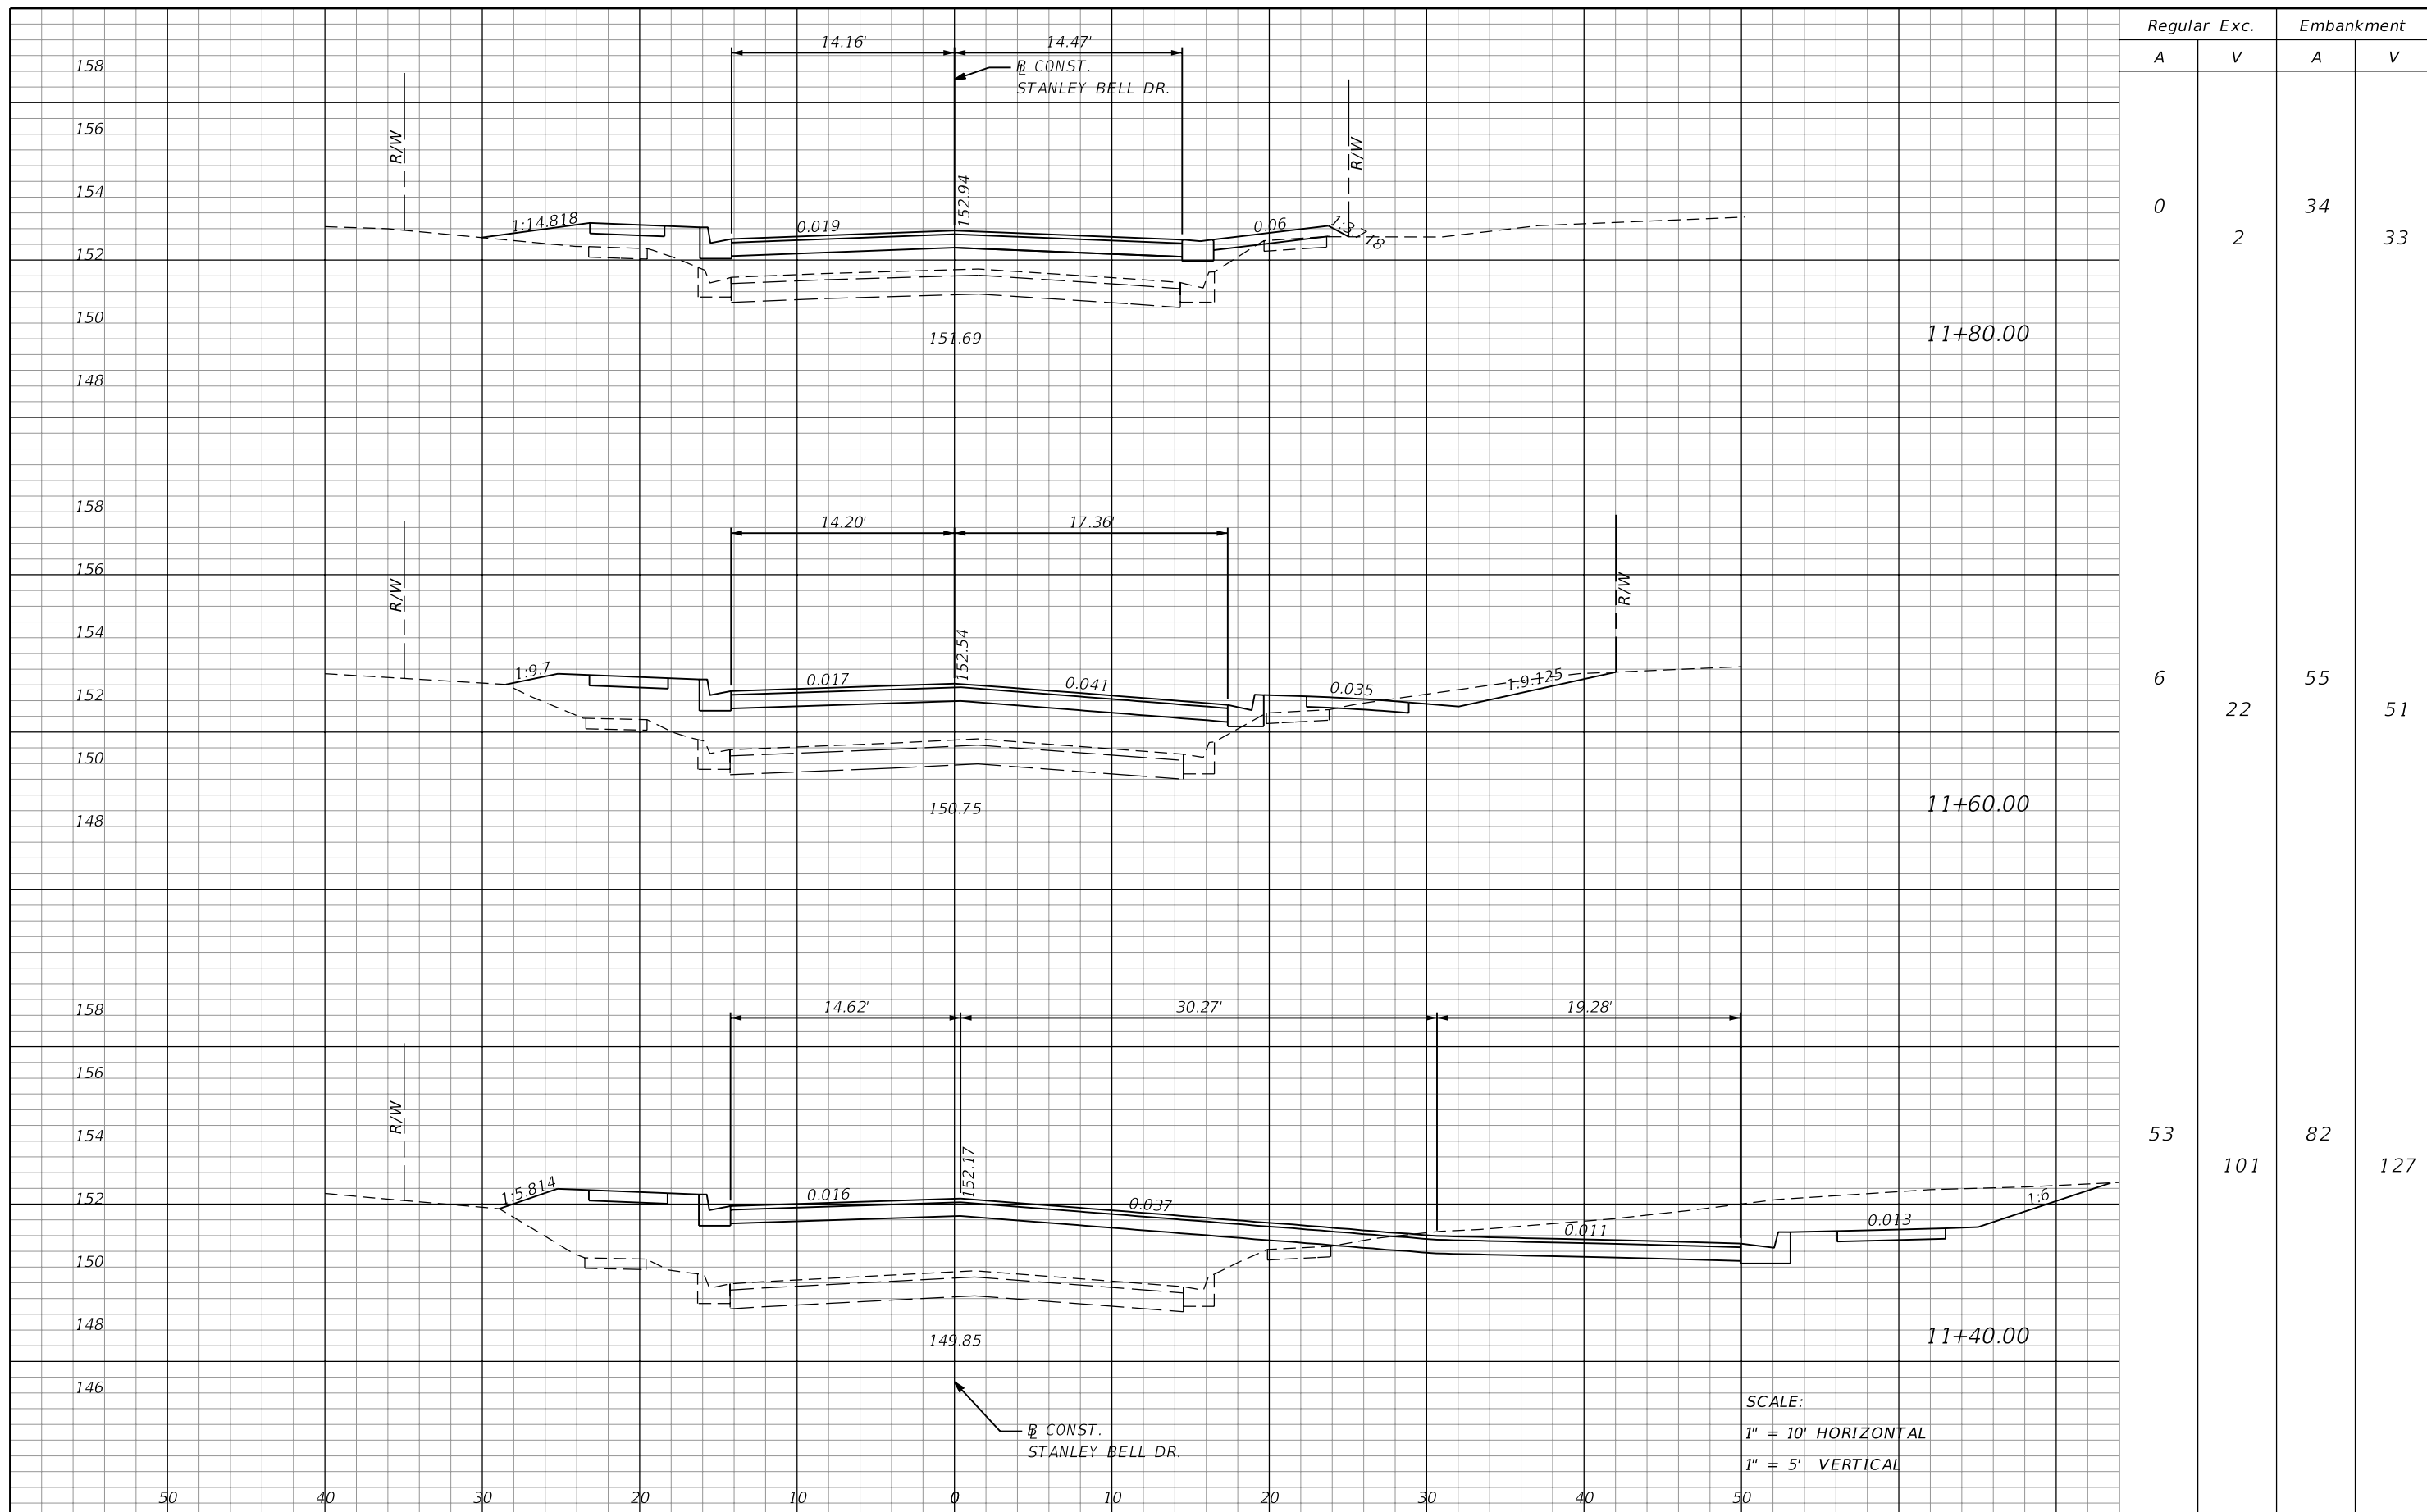 Regular Exc. Embankment
A V A V
14.16' 14.47'
158
BL CONST.
STANLEY BELL DR.
156
R/W
R/W
154
152.94
0 34
1:14.818 0.019 0.06 1:3.718
2 33
152
150
151.69
11+80.00
148
158
14.20' 17.36'
156
R/W
R/W
154
152.54
1:9.7 0.017 0.041 0.035 1:9.125
6 55
152
22 51
150
150.75
11+60.00
148
158
14.62' 30.27' 19.28'
156
R/W
154
53 82
152.17
101 127
1:5.814 0.016 0.037 0.011 0.013 1:6
152
150
148
149.85
11+40.00
146
SCALE:
BL CONST.
1" = 10' HORIZONTAL
STANLEY BELL DR.
1" = 5' VERTICAL
50 40 30 20 10 0 10 20 30 40 50